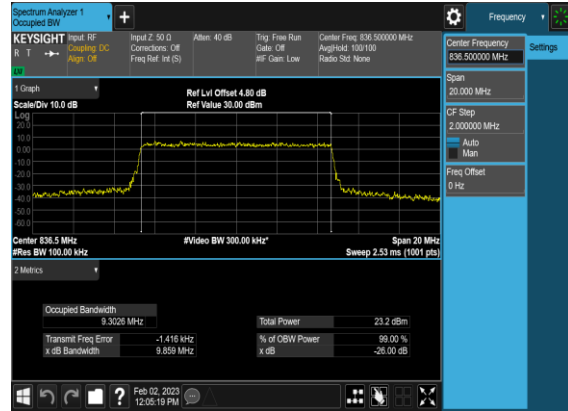 Spectrum Analyzer 1
Occupied BW
+
Frequency
KEYSIGHT
R T
LXI
Input: RF
Coupling: DC
Align: Off
Input Z: 50 Ω
Corrections: Off
Freq Ref: Int (S)
Atten: 40 dB
Trig: Free Run
Gate: Off
#IF Gain: Low
Center Freq: 836.500000 MHz
Avg|Hold: 100/100
Radio Std: None
Center Frequency
836.500000 MHz
Settings
Span
20.000 MHz
CF Step
2.000000 MHz
Auto
Man
Freq Offset
0 Hz
1 Graph
Scale/Div 10.0 dB
Ref Lvl Offset 4.80 dB
Ref Value 30.00 dBm
Log
20.0
10.0
0.00
-10.0
-20.0
-30.0
-40.0
-50.0
-60.0
Center 836.5 MHz
#Res BW 100.00 kHz
#Video BW 300.00 kHz*
Span 20 MHz
Sweep 2.53 ms (1001 pts)
2 Metrics
Occupied Bandwidth
9.3026 MHz
Total Power 23.2 dBm
Transmit Freq Error -1.416 kHz
% of OBW Power 99.00 %
x dB Bandwidth 9.859 MHz
x dB -26.00 dB
?
Feb 02, 2023
12:05:19 PM